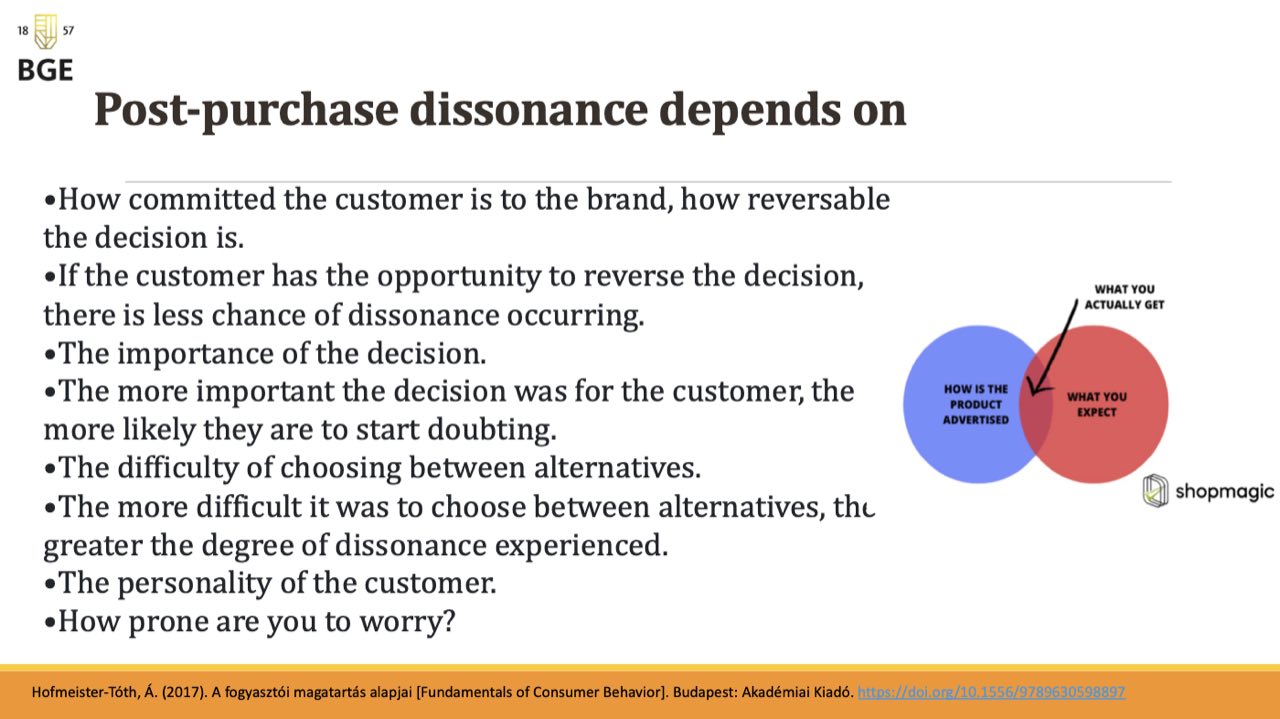 18 57
BGE
Post-purchase dissonance depends on
•How committed the customer is to the brand, how reversable
the decision is.
•If the customer has the opportunity to reverse the decision,
there is less chance of dissonance occurring.
•The importance of the decision.
•The more important the decision was for the customer, the
more likely they are to start doubting.
•The difficulty of choosing between alternatives.
•The more difficult it was to choose between alternatives, the
greater the degree of dissonance experienced.
•The personality of the customer.
•How prone are you to worry?
WHAT YOU
ACTUALLY GET
HOW IS THE
PRODUCT
ADVERTISED
WHAT YOU
EXPECT
shopmagic
Hofmeister-Tóth, Á. (2017). A fogyasztói magatartás alapjai [Fundamentals of Consumer Behavior]. Budapest: Akadémiai Kiadó. https://doi.org/10.1556/9789630598897